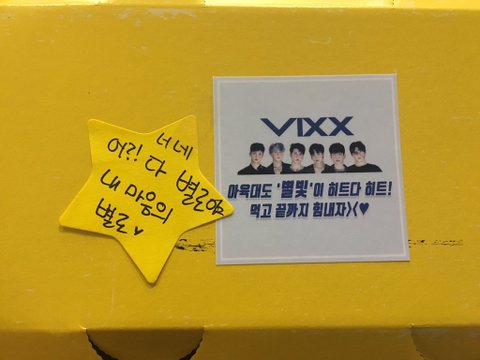 너네
어?! 다 별로야
내 마음의
별로
VIXX
아육대도 '별빛'이 히트다 히트!
먹고 끝까지 힘내자><♥